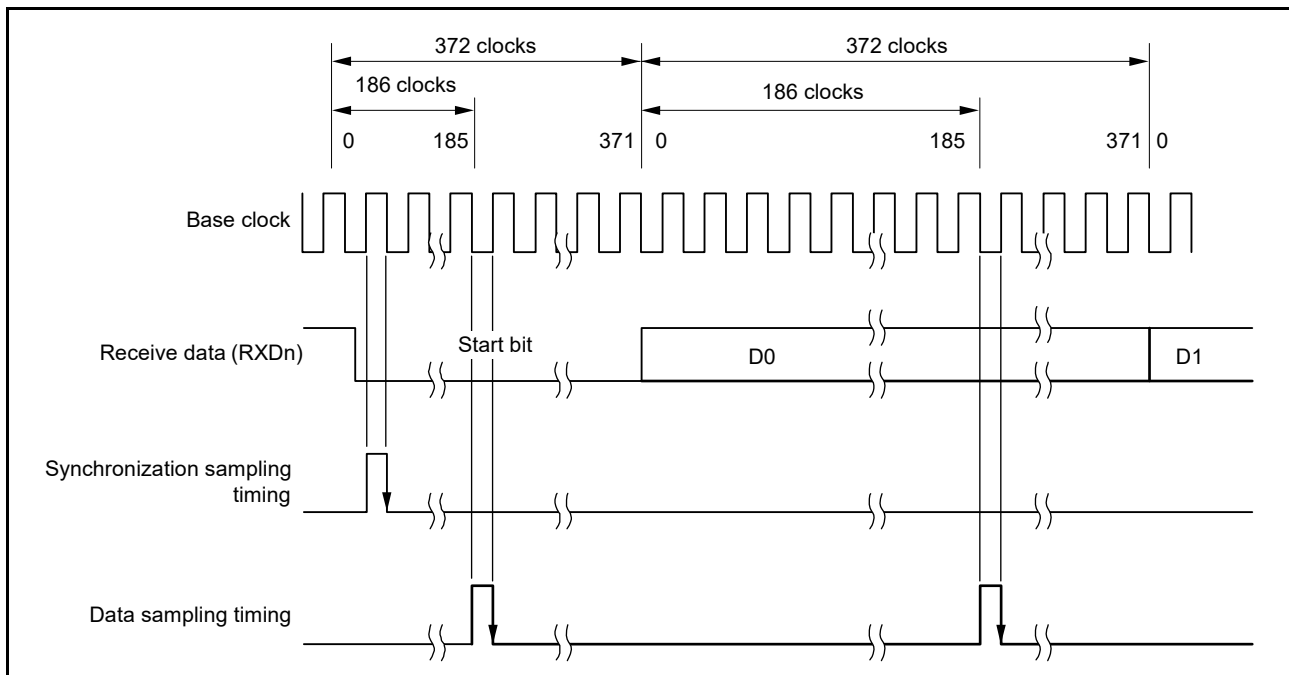 372 clocks 372 clocks
186 clocks 186 clocks
0 185 371 0 185 371 0
Base clock
Receive data (RXDn) Start bit D0 D1
Synchronization sampling
timing
Data sampling timing